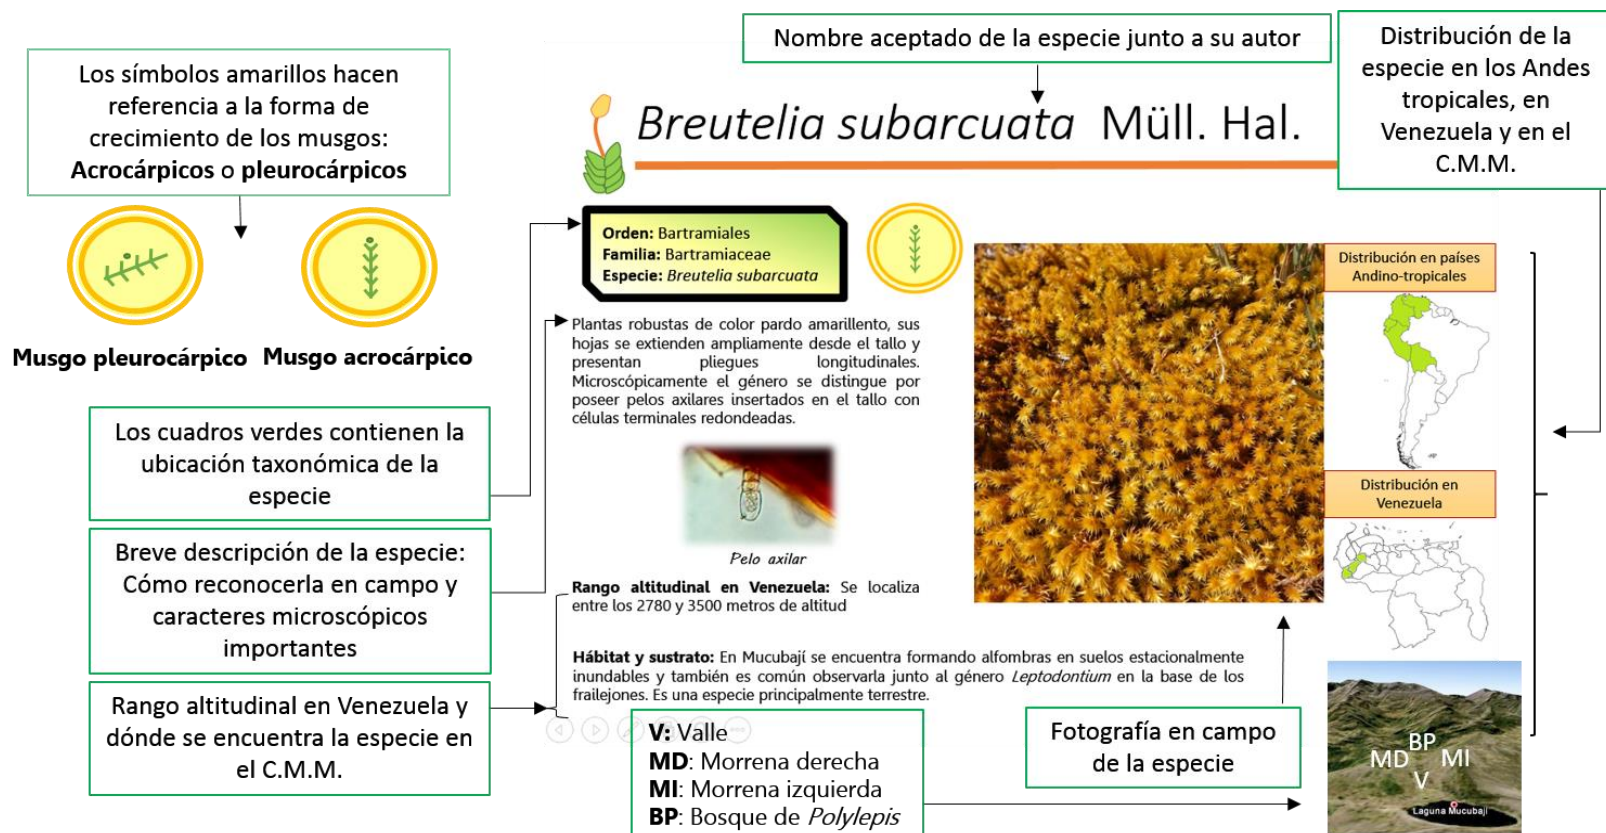 Nombre aceptado de la especie junto a su autor
Distribución de la
especie en los Andes
tropicales, en
Venezuela y en el
C.M.M.
Los símbolos amarillos hacen
referencia a la forma de
crecimiento de los musgos:
Acrocárpicos o pleurocárpicos
Breutelia subarcuata Müll. Hal.
Musgo pleurocárpico
Musgo acrocárpico
Orden: Bartramiales
Familia: Bartramiaceae
Especie: Breutelia subarcuata
Distribución en países
Andino-tropicales
Plantas robustas de color pardo amarillento, sus
hojas se extienden ampliamente desde el tallo y
presentan pliegues longitudinales.
Microscópicamente el género se distingue por
poseer pelos axilares insertados en el tallo con
células terminales redondeadas.
Los cuadros verdes contienen la
ubicación taxonómica de la
especie
Pelo axilar
Distribución en
Venezuela
Breve descripción de la especie:
Cómo reconocerla en campo y
caracteres microscópicos
importantes
Rango altitudinal en Venezuela: Se localiza
entre los 2780 y 3500 metros de altitud
Hábitat y sustrato: En Mucubají se encuentra formando alfombras en suelos estacionalmente
inundables y también es común observarla junto al género Leptodontium en la base de los
frailejones. Es una especie principalmente terrestre.
Rango altitudinal en Venezuela y
dónde se encuentra la especie en
el C.M.M.
V: Valle
MD: Morrena derecha
MI: Morrena izquierda
BP: Bosque de Polylepis
Fotografía en campo
de la especie
BP
MD MI
V
Laguna Mucubají